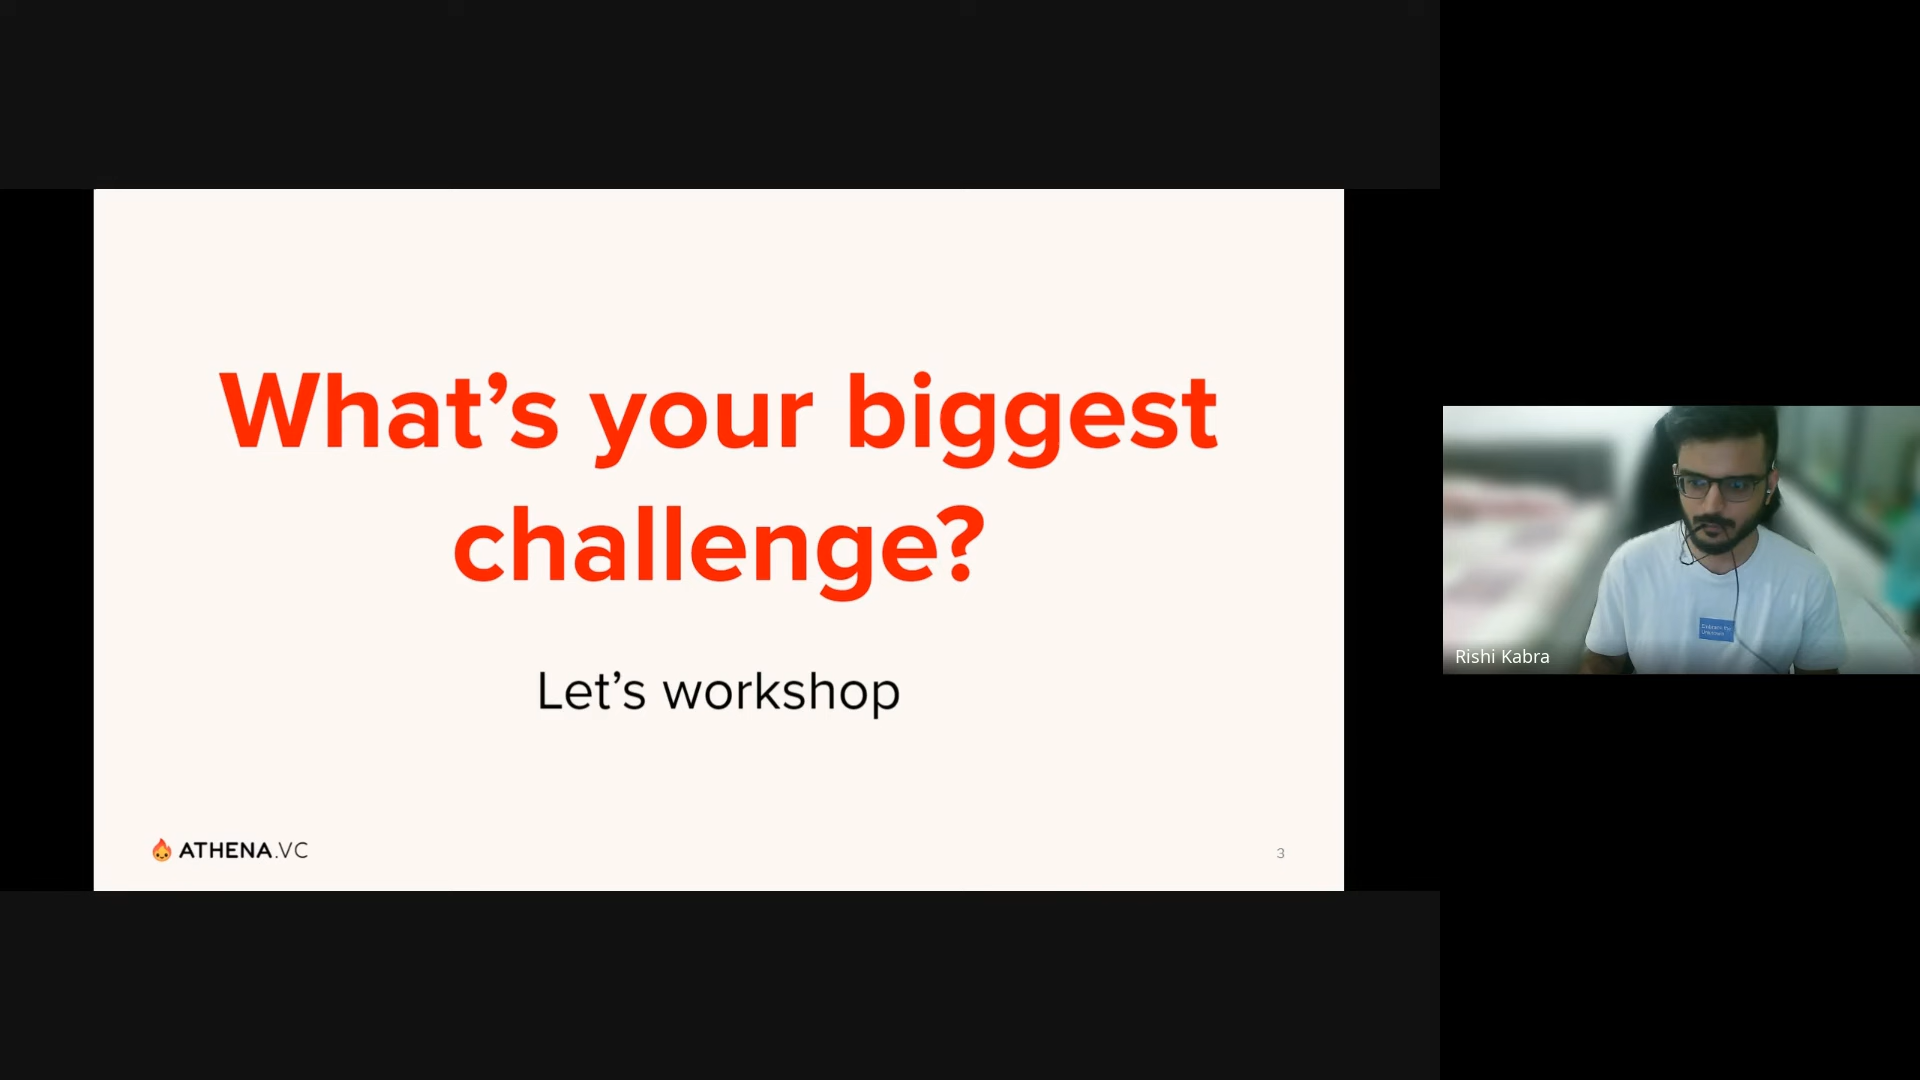 What's your biggest
challenge?
Let's workshop
ATHENA.VC
3
Rishi Kabra